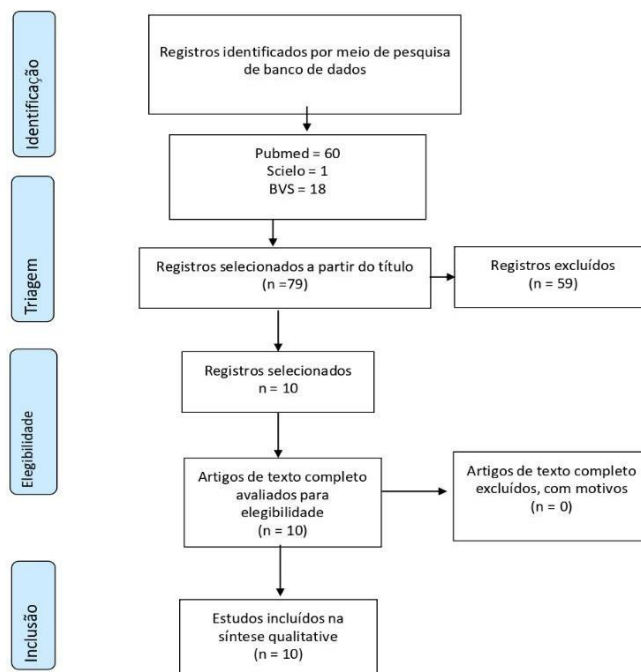 Identificação
Registros identificados por meio de pesquisa
de banco de dados
Pubmed = 60
Scielo = 1
BVS = 18
Triagem
Registros selecionados a partir do título
(n =79)
Registros excluídos
(n = 59)
Elegibilidade
Registros selecionados
n = 10
Artigos de texto completo
avaliados para
elegibilidade
(n = 10)
Artigos de texto completo
excluídos, com motivos
(n = 0)
Inclusão
Estudos incluídos na
síntese qualitative
(n = 10)